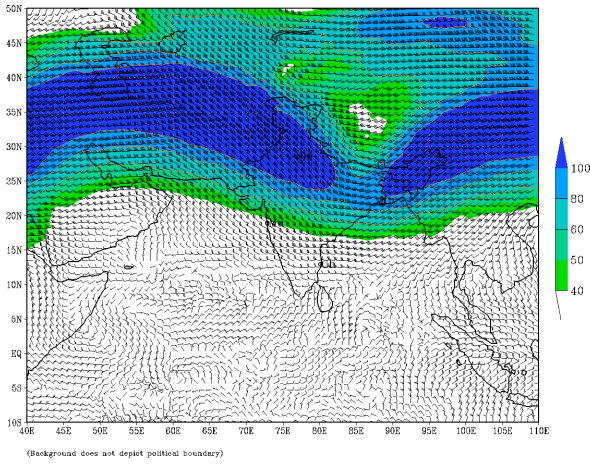 50N
45N
40N
35N
30N
25N
20N
15N
10N
5N
EQ
5S
10S
40E 45E 50E 55E 60E 65E 70E 75E 80E 85E 90E 95E 100E 105E 110E
100
80
60
50
40
(Background does not depict political boundary)